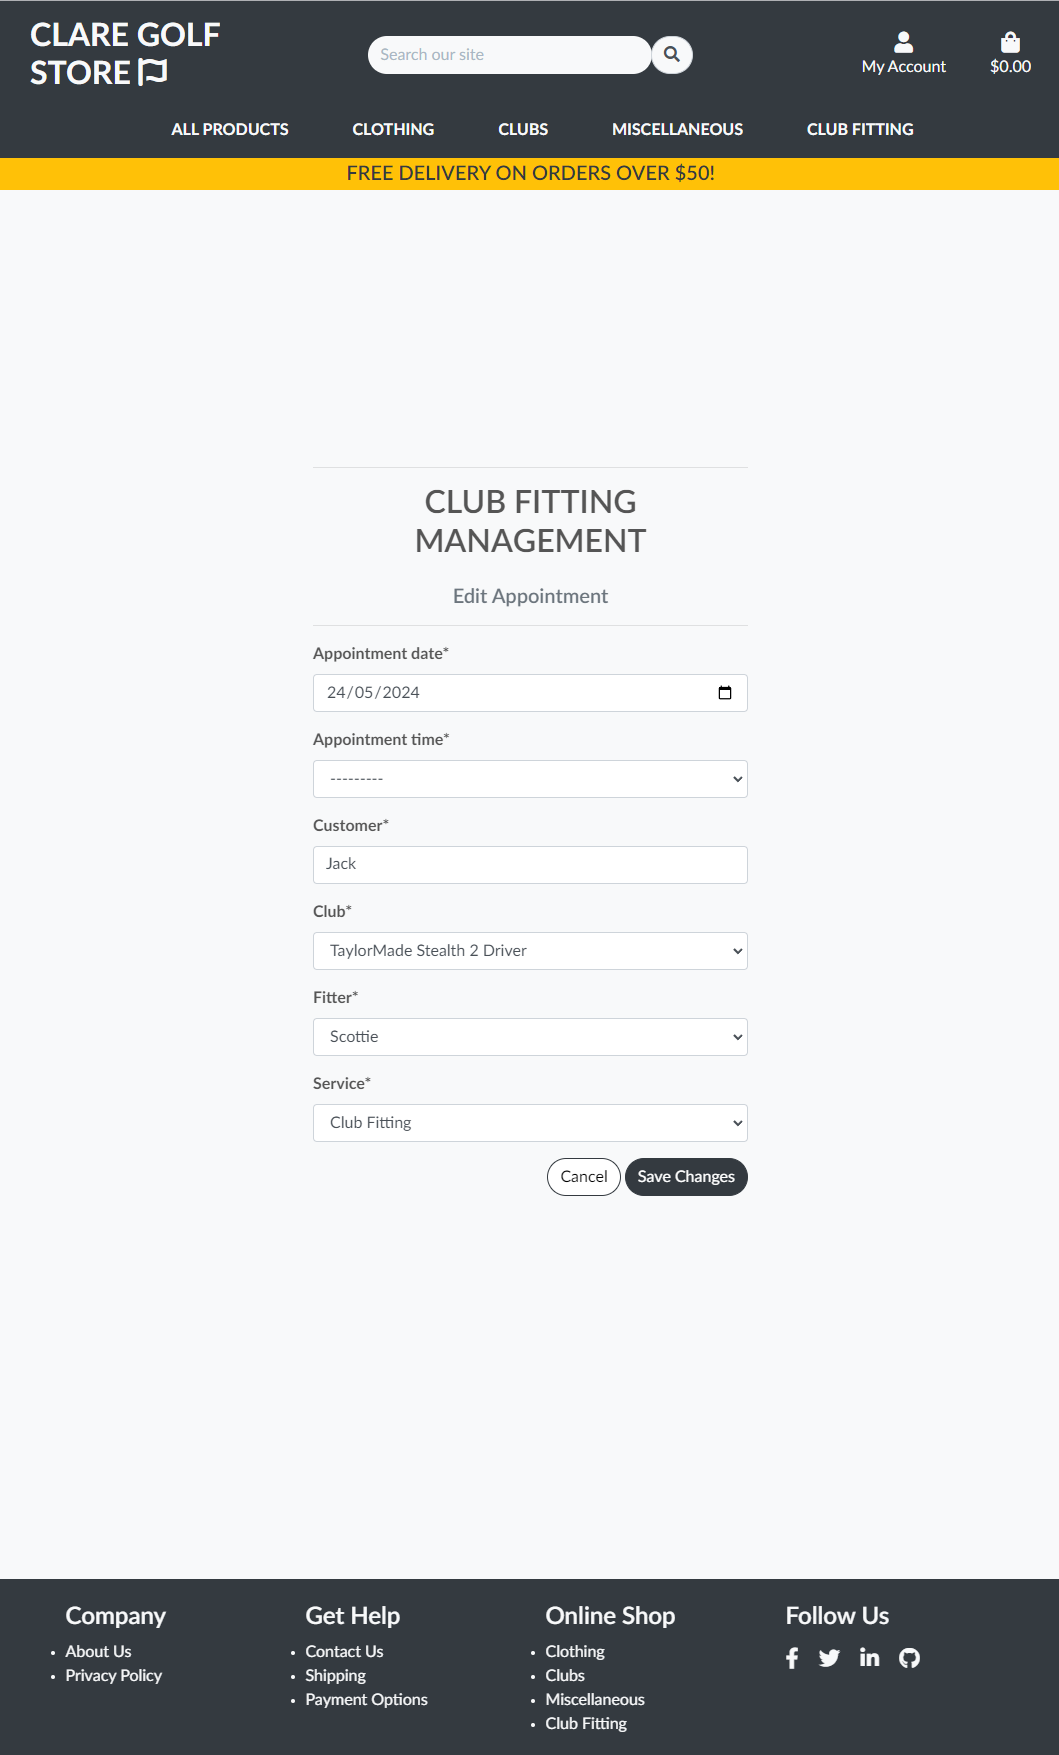 CLARE GOLF
STORE
Search our site
My Account
$0.00
ALL PRODUCTS
CLOTHING
CLUBS
MISCELLANEOUS
CLUB FITTING
FREE DELIVERY ON ORDERS OVER $50!
CLUB FITTING
MANAGEMENT
Edit Appointment
Appointment date*
24/05/2024
Appointment time*
---------
Customer*
Jack
Club*
TaylorMade Stealth 2 Driver
Fitter*
Scottie
Service*
Club Fitting
Cancel
Save Changes
Company
About Us
Privacy Policy
Get Help
Contact Us
Shipping
Payment Options
Online Shop
Clothing
Clubs
Miscellaneous
Club Fitting
Follow Us